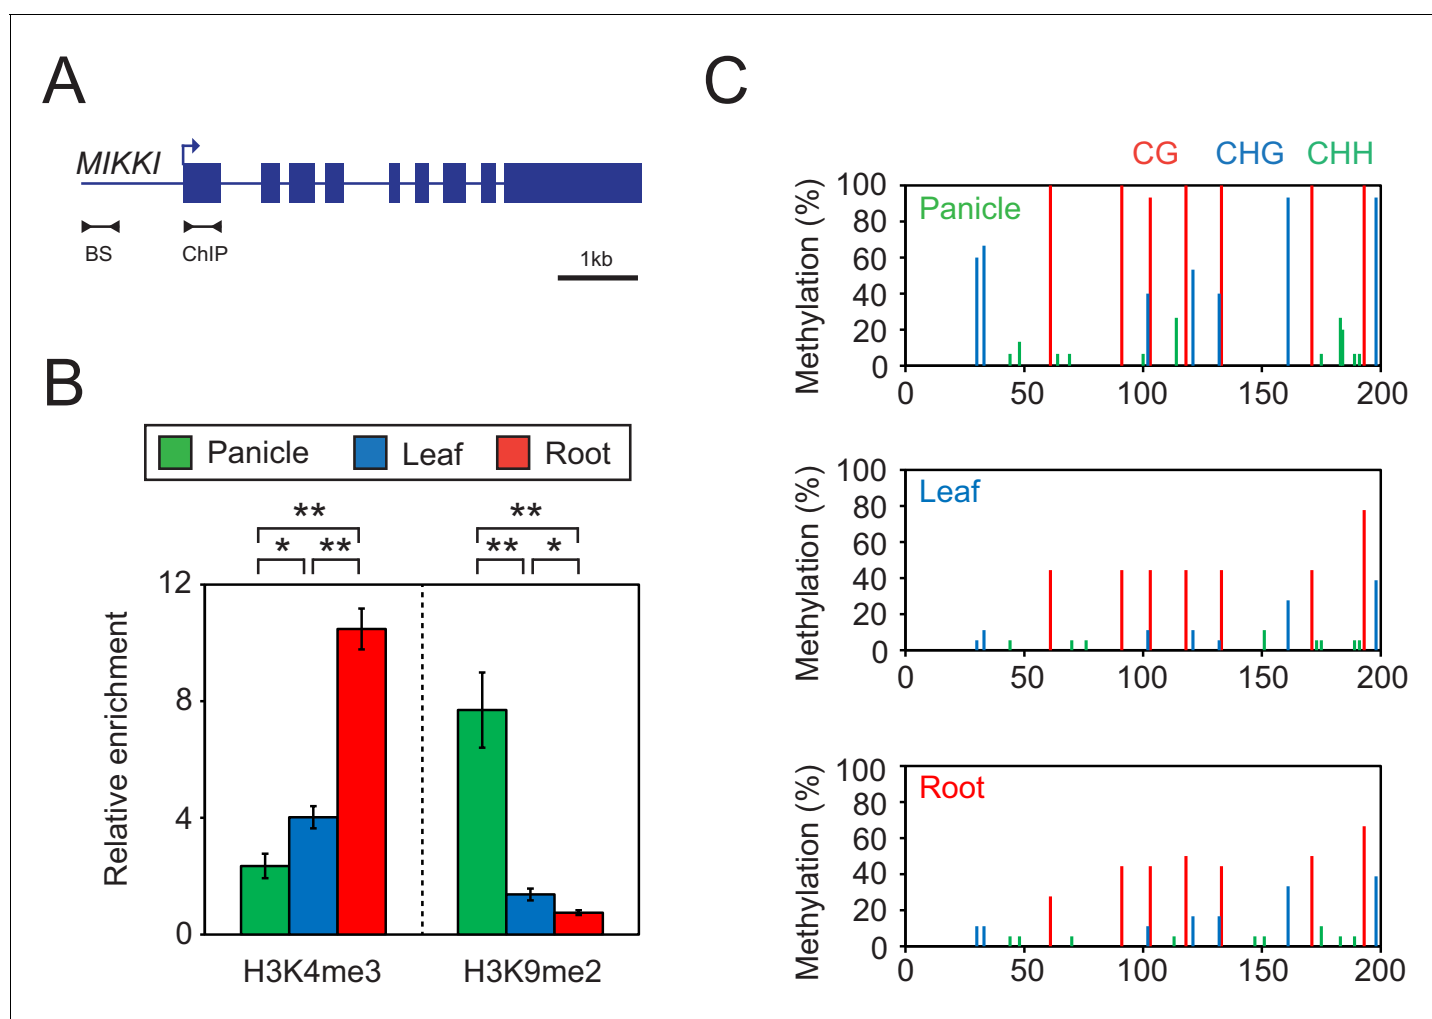 A
MIKKI
BS
ChIP
1kb
B
Panicle
Leaf
Root
**
*
**
**
**
*
Relative enrichment
12
8
4
0
H3K4me3
H3K9me2
C
CG
CHG
CHH
Methylation (%)
100
80
60
40
20
0
Panicle
0
50
100
150
200
Methylation (%)
100
80
60
40
20
0
Leaf
0
50
100
150
200
Methylation (%)
100
80
60
40
20
0
Root
0
50
100
150
200